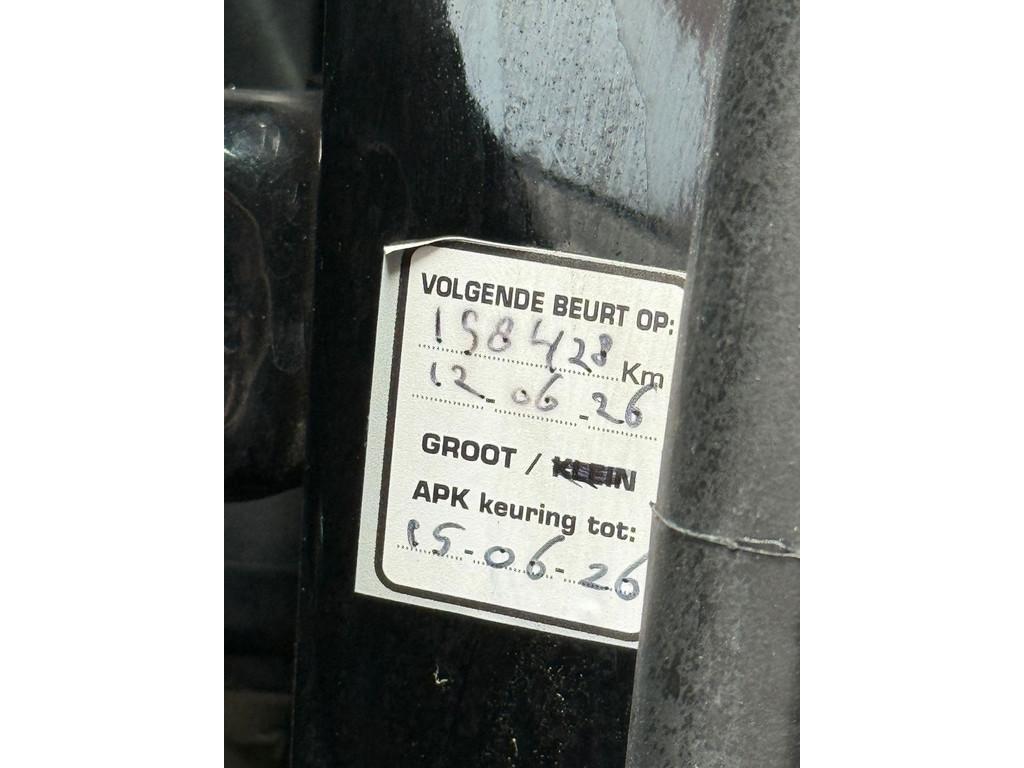 VOLGENDE BEURT OP:
158428 Km
12-06-26
GROOT / KLEIN
APK keuring tot:
15-06-26